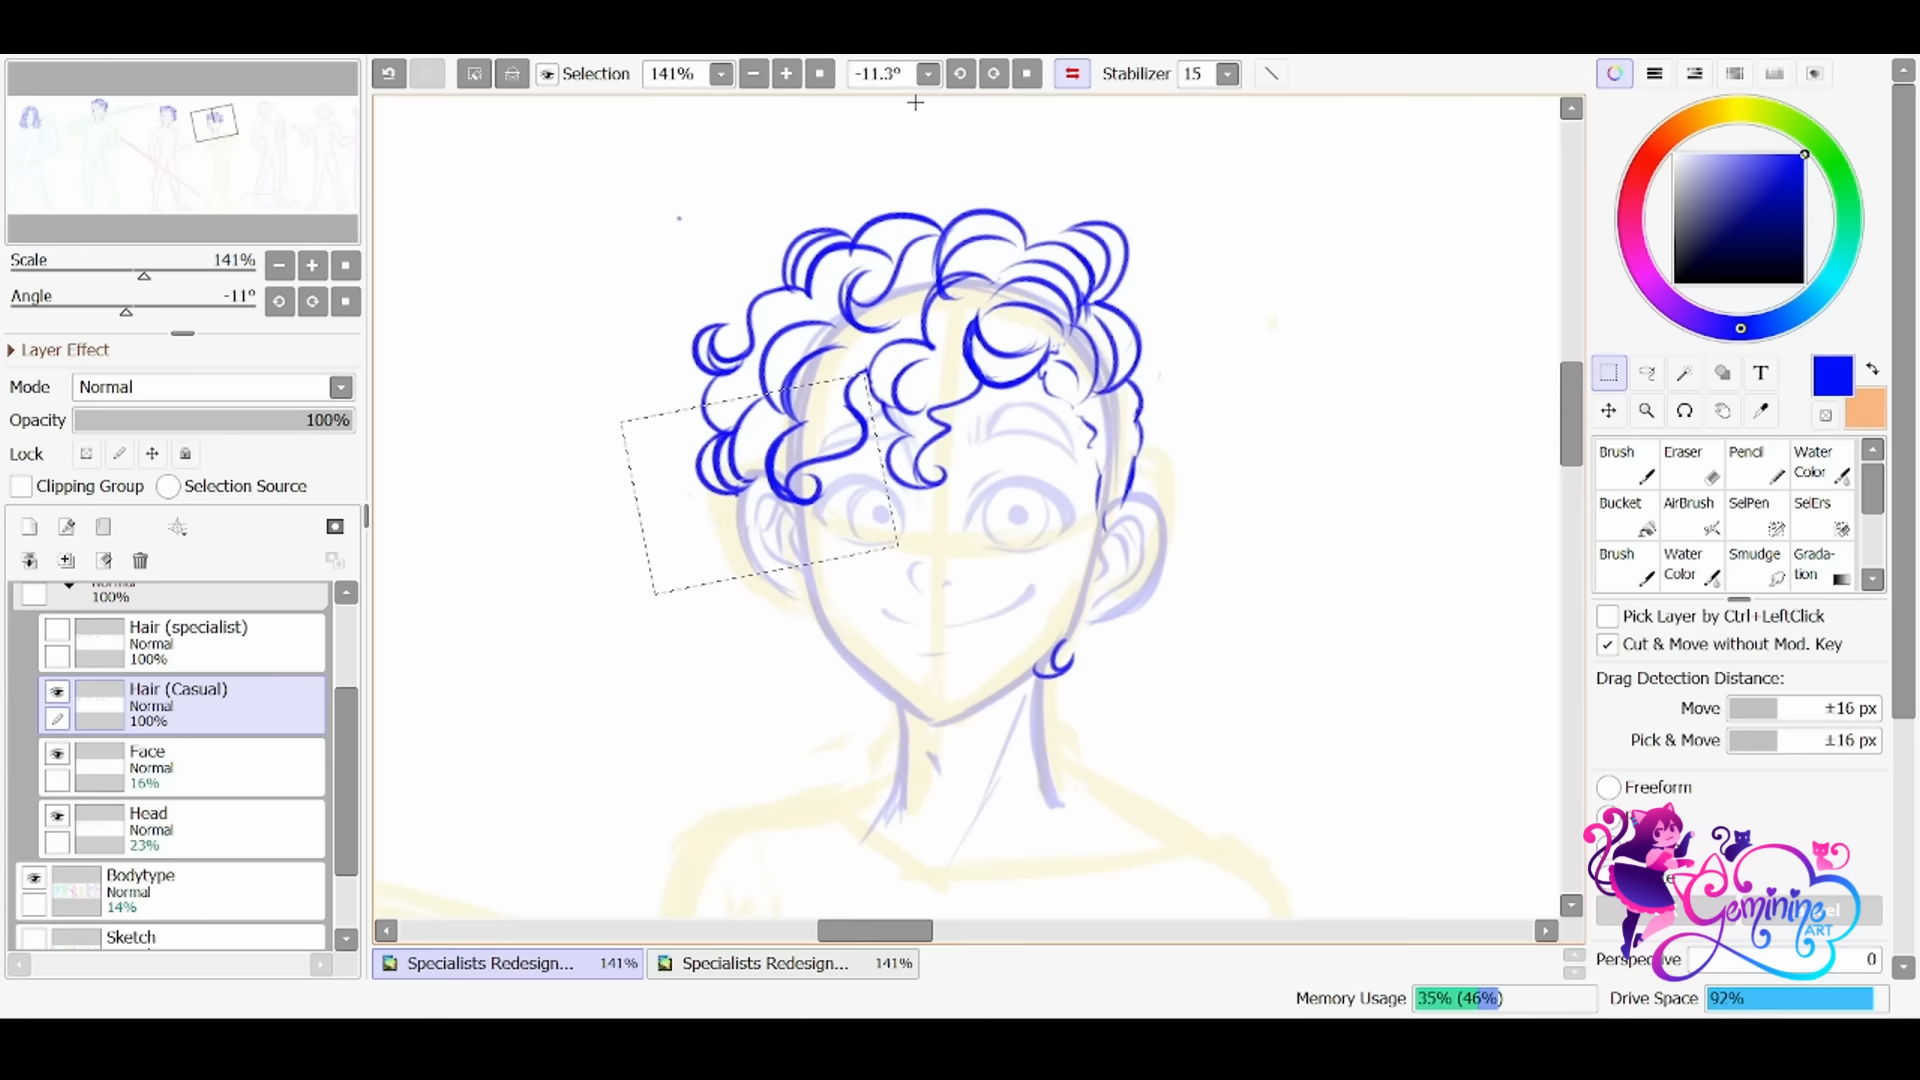 Selection 141% -11.3° Stabilizer 15
Scale 141%
Angle -11°
Layer Effect
Mode Normal
Opacity 100%
Lock
Clipping Group Selection Source
Normal
100%
Hair (specialist)
Normal
100%
Hair (Casual)
Normal
100%
Face
Normal
16%
Head
Normal
23%
Bodytype
Normal
14%
Sketch
Specialists Redesign... 141%
Specialists Redesign... 141%
T
Brush Eraser Pencil Water Color
Bucket AirBrush SelPen SelErs
Brush Water Color Smudge Grada-tion
Pick Layer by Ctrl+LeftClick
Cut & Move without Mod. Key
Drag Detection Distance:
Move ±16 px
Pick & Move ±16 px
Freeform
Geminine
ART
Perspective 0
Memory Usage 35% (46%) Drive Space 92%